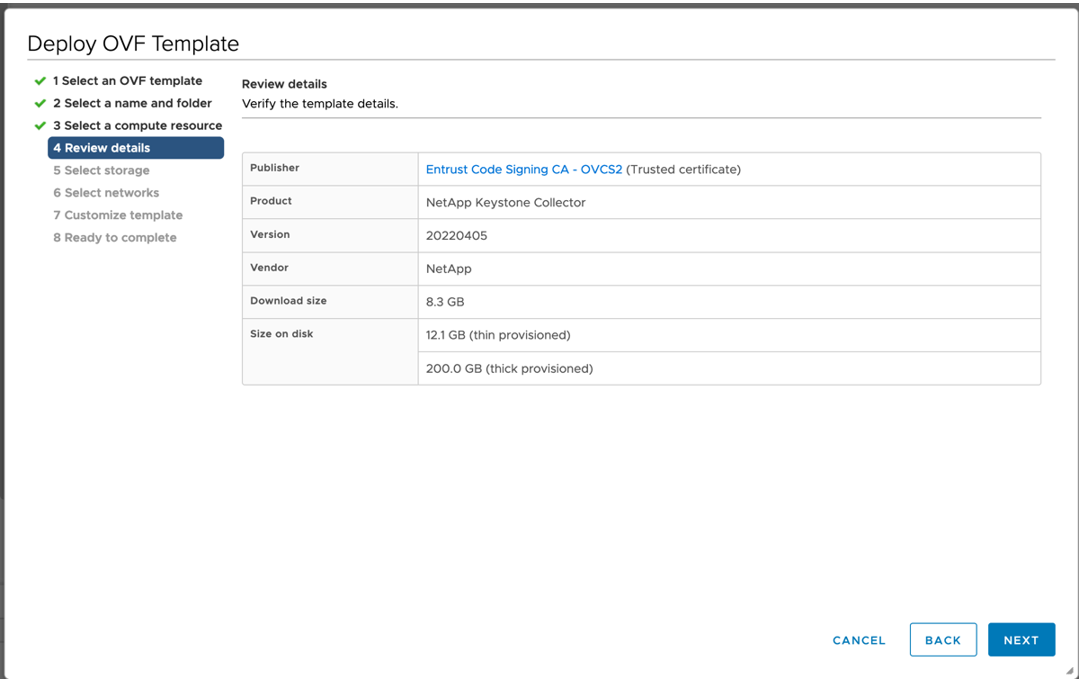 Deploy OVF Template
1 Select an OVF template
2 Select a name and folder
3 Select a compute resource
4 Review details
5 Select storage
6 Select networks
7 Customize template
8 Ready to complete
Review details
Verify the template details.
Publisher Entrust Code Signing CA - OVCS2 (Trusted certificate)
Product NetApp Keystone Collector
Version 20220405
Vendor NetApp
Download size 8.3 GB
Size on disk 12.1 GB (thin provisioned)
200.0 GB (thick provisioned)
CANCEL BACK NEXT